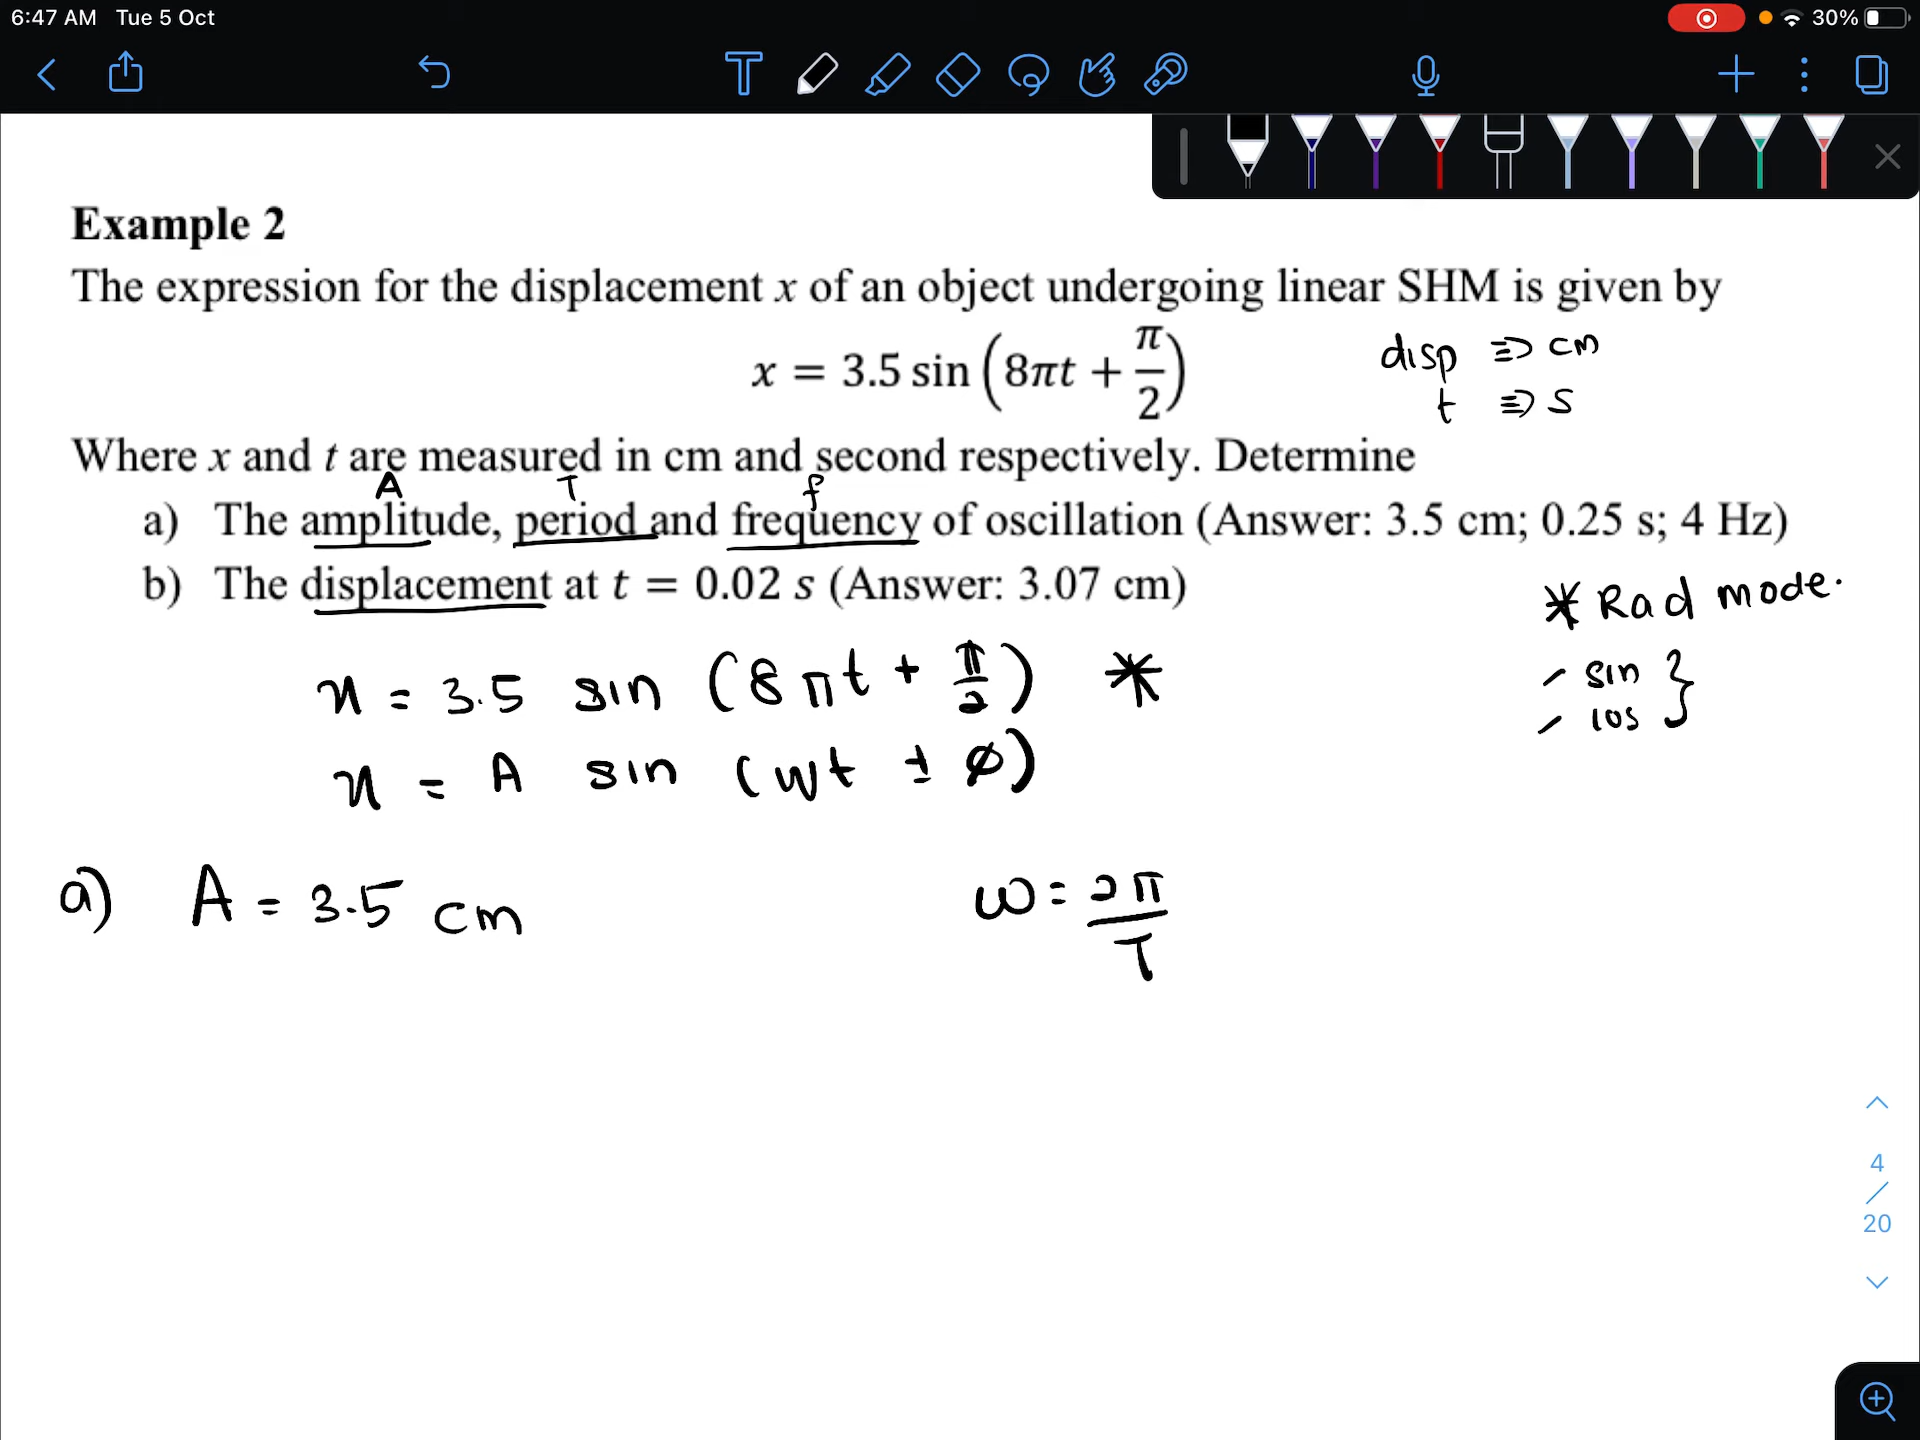 6:47 AM Tue 5 Oct 30%
Example 2
The expression for the displacement x of an object undergoing linear SHM is given by
x = 3.5 sin (8πt + π/2)
disp ⇒ cm
t ⇒ s
Where x and t are measured in cm and second respectively. Determine
A T f
a) The amplitude, period and frequency of oscillation (Answer: 3.5 cm; 0.25 s; 4 Hz)
b) The displacement at t = 0.02 s (Answer: 3.07 cm)
* Rad mode.
- sin }
- cos
x = 3.5 sin (8πt + π/2) *
x = A sin (ωt ± ø)
a) A = 3.5 cm
ω = 2π/T
4
/
20